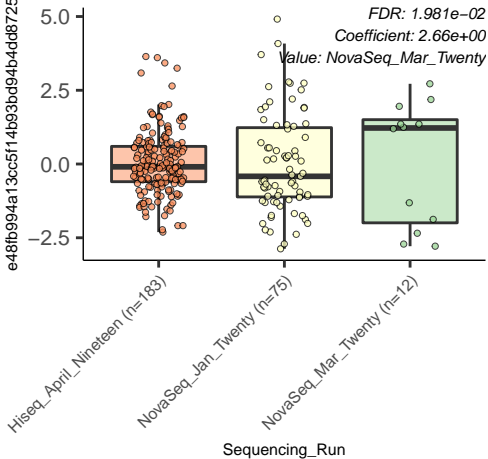 FDR: 1.981e−02
Coefficient: 2.66e+00
Value: NovaSeq_Mar_Twenty
e48fb994a13cc5f14b93bd94b4dd8725
5.0
2.5
0.0
−2.5
Hiseq_April_Nineteen (n=183)
NovaSeq_Jan_Twenty (n=75)
NovaSeq_Mar_Twenty (n=12)
Sequencing_Run